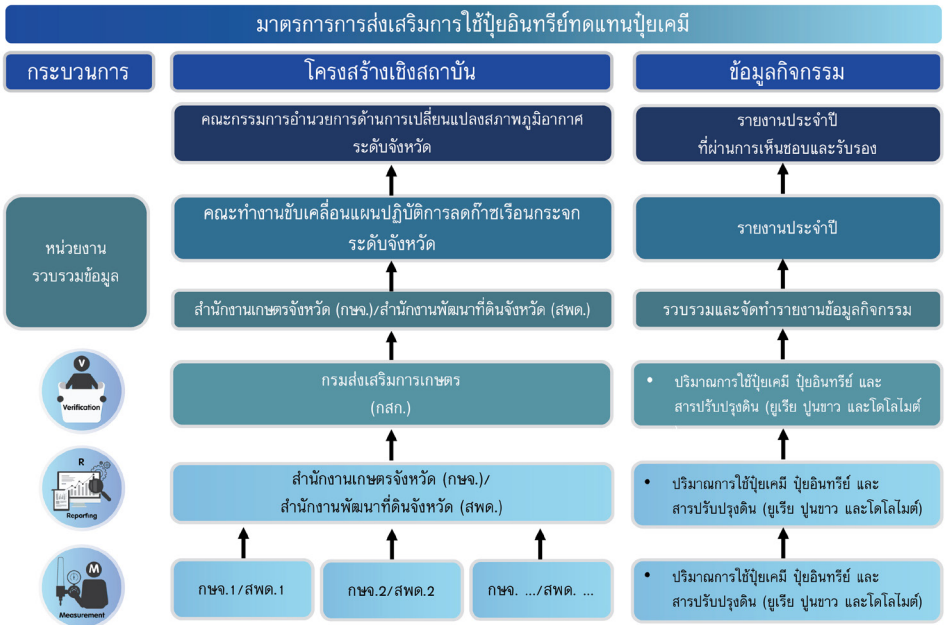 มาตรการการส่งเสริมการใช้ปุ๋ยอินทรีย์ทดแทนปุ๋ยเคมี
กระบวนการ
โครงสร้างเชิงสถาบัน
ข้อมูลกิจกรรม
คณะกรรมการอำนวยการด้านการเปลี่ยนแปลงสภาพภูมิอากาศ
ระดับจังหวัด
รายงานประจำปี
ที่ผ่านการเห็นชอบและรับรอง
หน่วยงาน
รวบรวมข้อมูล
คณะทำงานขับเคลื่อนแผนปฏิบัติการลดก๊าซเรือนกระจก
ระดับจังหวัด
รายงานประจำปี
สำนักงานเกษตรจังหวัด (กษจ.)/สำนักงานพัฒนาที่ดินจังหวัด (สพด.)
รวบรวมและจัดทำรายงานข้อมูลกิจกรรม
V
Verification
กรมส่งเสริมการเกษตร
(กสก.)
• ปริมาณการใช้ปุ๋ยเคมี ปุ๋ยอินทรีย์ และ
สารปรับปรุงดิน (ยูเรีย ปูนขาว และโดโลไมต์
R
Reporting
สำนักงานเกษตรจังหวัด (กษจ.)/
สำนักงานพัฒนาที่ดินจังหวัด (สพด.)
• ปริมาณการใช้ปุ๋ยเคมี ปุ๋ยอินทรีย์ และ
สารปรับปรุงดิน (ยูเรีย ปูนขาว และโดโลไมต์)
M
Measurement
กษจ.1/สพด.1
กษจ.2/สพด.2
กษจ. .../สพด. ...
• ปริมาณการใช้ปุ๋ยเคมี ปุ๋ยอินทรีย์ และ
สารปรับปรุงดิน (ยูเรีย ปูนขาว และโดโลไมต์)